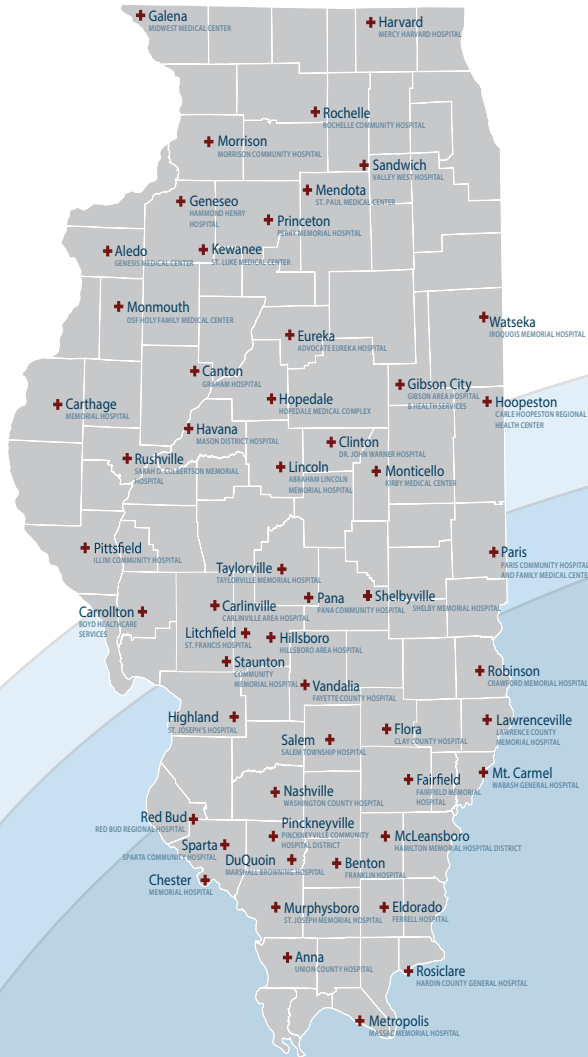 Galena
MIDWEST MEDICAL CENTER
Harvard
MERCY HARVARD HOSPITAL
Rochelle
ROCHELLE COMMUNITY HOSPITAL
Morrison
MORRISON COMMUNITY HOSPITAL
Sandwich
VALLEY WEST HOSPITAL
Mendota
ST. PAUL MEDICAL CENTER
Geneseo
HAMMOND HENRY
HOSPITAL
Princeton
PERRY MEMORIAL HOSPITAL
Aledo
GENESIS MEDICAL CENTER
Kewanee
ST. LUKE MEDICAL CENTER
Monmouth
OSF HOLY FAMILY MEDICAL CENTER
Watseka
IROQUOIS MEMORIAL HOSPITAL
Eureka
ADVOCATE EUREKA HOSPITAL
Canton
GRAHAM HOSPITAL
Gibson City
GIBSON AREA HOSPITAL
& HEALTH SERVICES
Carthage
MEMORIAL HOSPITAL
Hopedale
HOPEDALE MEDICAL COMPLEX
Hoopeston
CARLE HOOPESTON REGIONAL
HEALTH CENTER
Havana
MASON DISTRICT HOSPITAL
Clinton
DR. JOHN WARNER HOSPITAL
Rushville
SARAH D. CULBERTSON MEMORIAL
HOSPITAL
Lincoln
ABRAHAM LINCOLN
MEMORIAL HOSPITAL
Monticello
KIRBY MEDICAL CENTER
Pittsfield
ILLINI COMMUNITY HOSPITAL
Paris
PARIS COMMUNITY HOSPITAL
AND FAMILY MEDICAL CENTE
Taylorville
TAYLORVILLE MEMORIAL HOSPITAL
Carrollton
BOYD HEALTHCARE
SERVICES
Carlinville
CARLINVILLE AREA HOSPITAL
Pana
PANA COMMUNITY HOSPITAL
Shelbyville
SHELBY MEMORIAL HOSPITAL
Litchfield
ST. FRANCIS HOSPITAL
Hillsboro
HILLSBORO AREA HOSPITAL
Staunton
COMMUNITY
MEMORIAL HOSPITAL
Vandalia
FAYETTE COUNTY HOSPITAL
Robinson
CRAWFORD MEMORIAL HOSPITAL
Highland
ST. JOSEPH'S HOSPITAL
Salem
SALEM TOWNSHIP HOSPITAL
Flora
CLAY COUNTY HOSPITAL
Lawrenceville
LAWRENCE COUNTY
MEMORIAL HOSPITAL
Nashville
WASHINGTON COUNTY HOSPITAL
Fairfield
FAIRFIELD MEMORIAL
HOSPITAL
Mt. Carmel
WABASH GENERAL HOSPITAL
Red Bud
RED BUD REGIONAL HOSPITAL
Pinckneyville
PINCKNEYVILLE COMMUNITY
HOSPITAL DISTRICT
McLeansboro
HAMILTON MEMORIAL HOSPITAL DISTRICT
Sparta
SPARTA COMMUNITY HOSPITAL
DuQuoin
MARSHALL BROWNING HOSPITAL
Benton
FRANKLIN HOSPITAL
Chester
MEMORIAL HOSPITAL
Murphysboro
ST. JOSEPH MEMORIAL HOSPITAL
Eldorado
FERRELL HOSPITAL
Anna
UNION COUNTY HOSPITAL
Rosiclare
HARDIN COUNTY GENERAL HOSPITAL
Metropolis
MASSAC MEMORIAL HOSPITAL